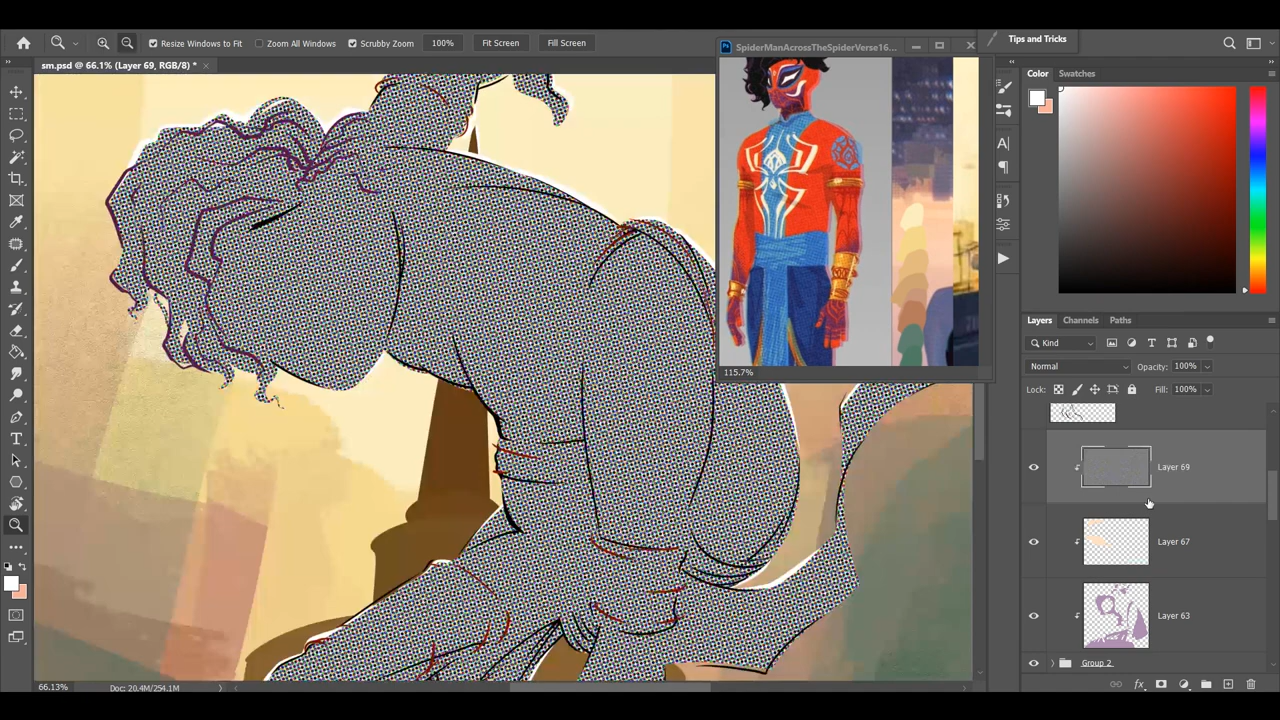 Resize Windows to Fit
Zoom All Windows
Scrubby Zoom
100%
Fit Screen
Fill Screen
Tips and Tricks
sm.psd @ 66.1% (Layer 69, RGB/8) *
SpiderManAcrossTheSpiderVerse16...
115.7%
Color
Swatches
Layers
Channels
Paths
Kind
Normal
Opacity: 100%
Lock:
Fill: 100%
Layer 69
Layer 67
Layer 63
Group 2
66.13%
Doc: 20.4M/254.1M